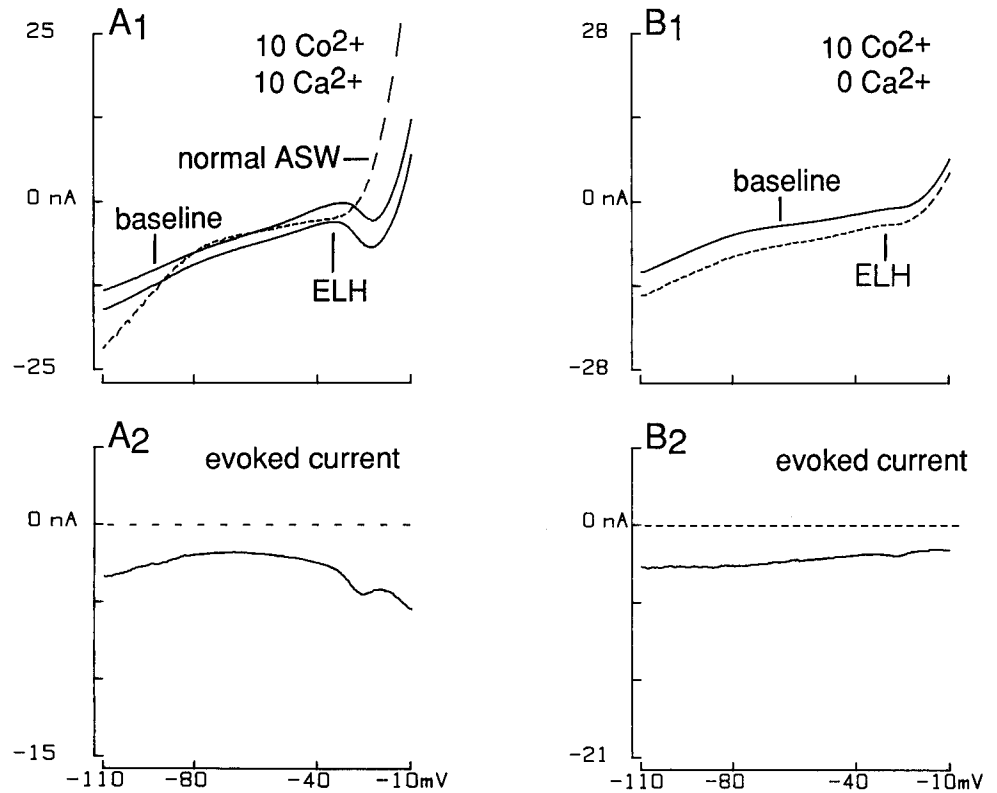 A1
25
10 Co2+
10 Ca2+
normal ASW
0 nA
baseline
ELH
-25
B1
28
10 Co2+
0 Ca2+
baseline
0 nA
ELH
-28
A2
evoked current
0 nA
-15
-110 -80 -40 -10mV
B2
evoked current
0 nA
-21
-110 -80 -40 -10mV